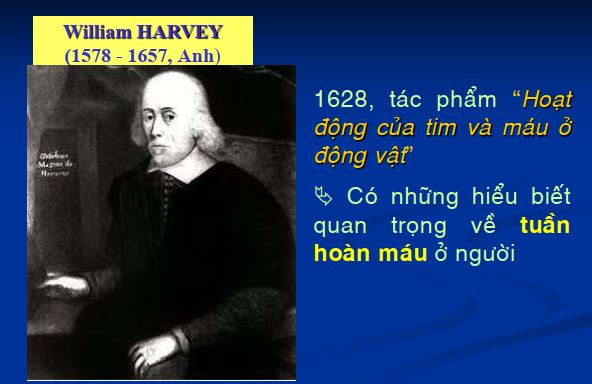 William HARVEY
(1578 - 1657, Anh)
1628, tác phẩm “Hoạt
động của tim và máu ở
động vật”
Có những hiểu biết
quan trọng về tuần
hoàn máu ở người